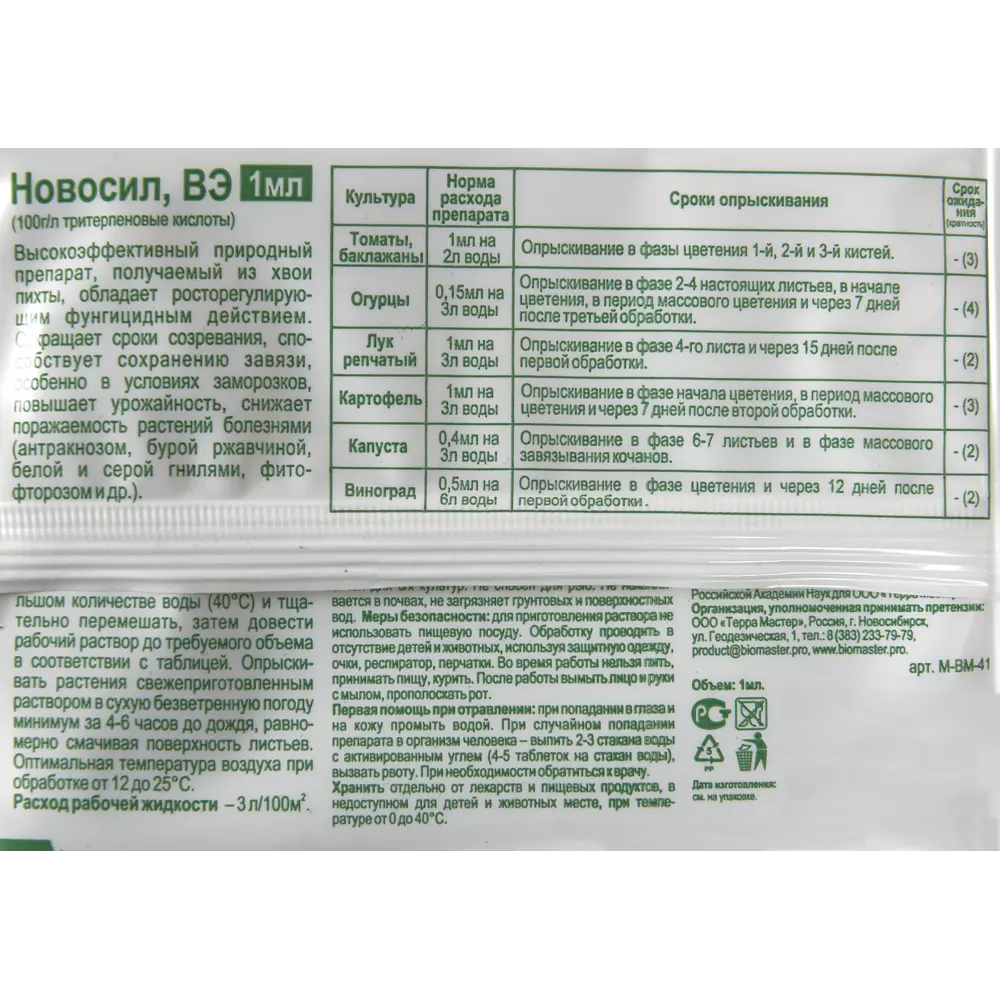 Новосил, ВЭ 1мл
(100г/л тритерпеновые кислоты)
Высокоэффективный природный
препарат, получаемый из хвои
пихты, обладает росторегулирую-
щим фунгицидным действием.
Сокращает сроки созревания, спо-
собствует сохранению завязи,
особенно в условиях заморозков,
повышает урожайность, снижает
поражаемость растений болезнями
(антракнозом, бурой ржавчиной,
белой и серой гнилями, фито-
фторозом и др.).
Культура
Норма
расхода
препарата
Сроки опрыскивания
Срок
ожида-
ния
(кратность)
Томаты,
баклажаны
1мл на
2л воды
Опрыскивание в фазы цветения 1-й, 2-й и 3-й кистей.
- (3)
Огурцы
0,15мл на
3л воды
Опрыскивание в фазе 2-4 настоящих листьев, в начале
цветения, в период массового цветения и через 7 дней
после третьей обработки.
- (4)
Лук
репчатый
1мл на
3л воды
Опрыскивание в фазе 4-го листа и через 15 дней после
первой обработки.
- (2)
Картофель
1мл на
3л воды
Опрыскивание в фазе начала цветения, в период массового
цветения и через 7 дней после второй обработки.
- (3)
Капуста
0,4мл на
3л воды
Опрыскивание в фазе 6-7 листьев и в фазе массового
завязывания кочанов.
- (2)
Виноград
0,5мл на
6л воды
Опрыскивание в фазе цветения и через 12 дней после
первой обработки.
- (2)
льшом количестве воды (40°С) и тща-
тельно перемешать, затем довести
рабочий раствор до требуемого объема
в соответствии с таблицей. Опрыски-
вать растения свежеприготовленным
раствором в сухую безветренную погоду
минимум за 4-6 часов до дождя, равно-
мерно смачивая поверхность листьев.
Оптимальная температура воздуха при
обработке от 12 до 25°С.
Расход рабочей жидкости – 3 л/100м².
вается в почвах, не загрязняет грунтовых и поверхностных
вод. Меры безопасности: для приготовления раствора не
использовать пищевую посуду. Обработку проводить в
отсутствие детей и животных, используя защитную одежду,
очки, респиратор, перчатки. Во время работы нельзя пить,
принимать пищу, курить. После работы вымыть лицо и руки
с мылом, прополоскать рот.
Первая помощь при отравлении: при попадании в глаза и
на кожу промыть водой. При случайном попадании
препарата в организм человека – выпить 2-3 стакана воды
с активированным углем (4-5 таблеток на стакан воды),
вызвать рвоту. При необходимости обратиться к врачу.
Хранить отдельно от лекарств и пищевых продуктов, в
недоступном для детей и животных месте, при темпе-
ратуре от 0 до 40°С.
Российской Академии Наук для ООО
Организация, уполномоченная принимать претензии:
ООО «Терра Мастер», Россия, г. Новосибирск,
ул. Геодезическая, 1, тел.: 8 (383) 233-79-79,
product@biomaster.pro, www.biomaster.pro.
арт. М-ВМ-41
Объем: 1мл.
5
PP
Дата изготовления:
см. на упаковке.